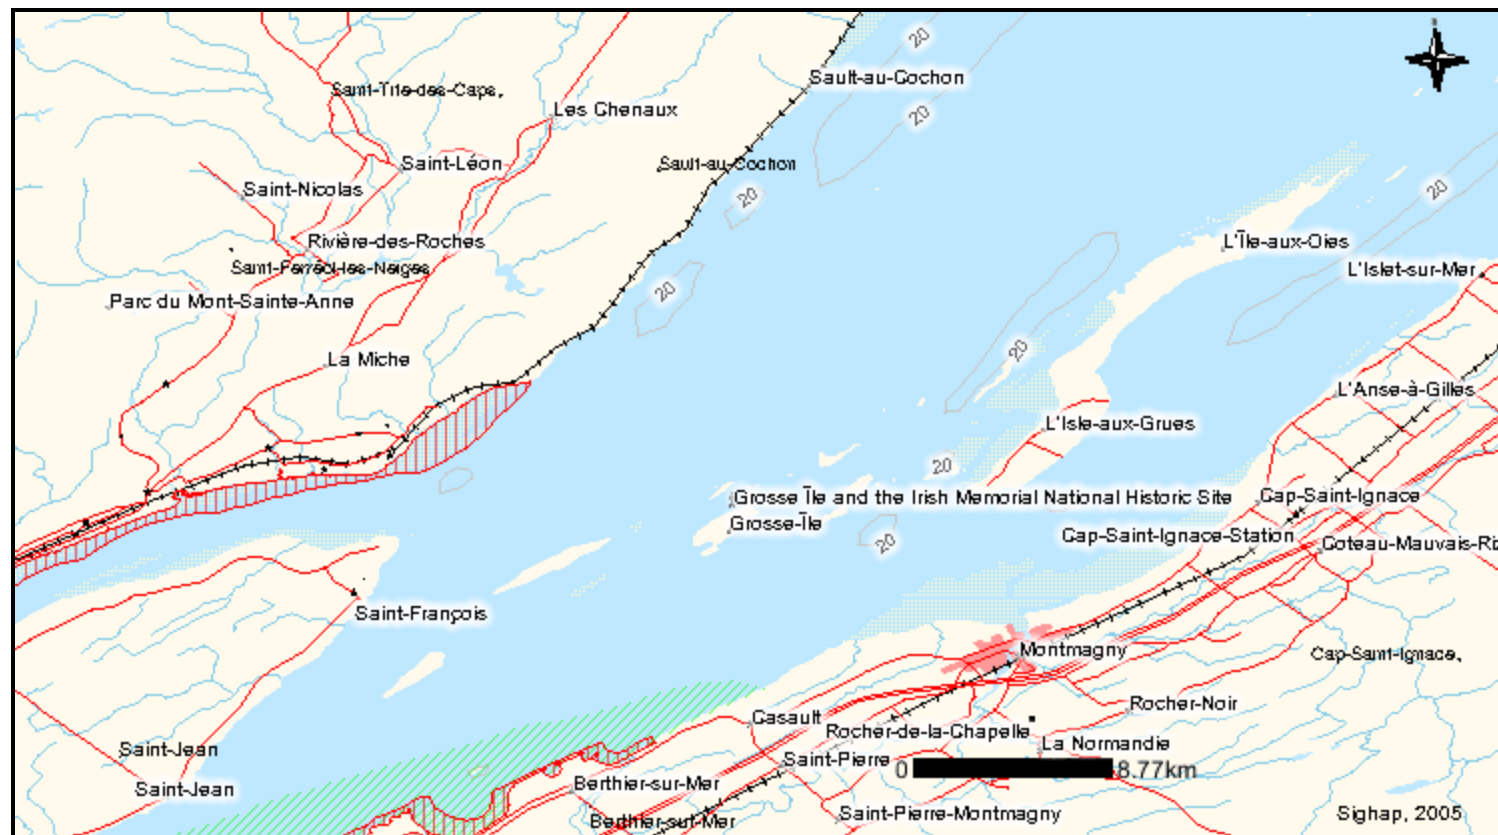 20
Sault-au-Cochon
Saint-Tite-des-Caps.
Les Chenaux
20
Saint-Léon
Sault-au-Cochon
Saint-Nicolas
20
20
Rivière-des-Roches
L'Île-aux-Oies
Saint-Ferréol-les-Neiges
L'Islet-sur-Mer
Parc du Mont-Sainte-Anne
20
La Miche
20
L'Anse-à-Gilles
L'Isle-aux-Grues
20
Grosse Île and the Irish Memorial National Historic Site
Cap-Saint-Ignace
Grosse-Île
Cap-Saint-Ignace-Station
20
Coteau-Mauvais-Riz
Saint-François
Montmagny
Cap-Saint-Ignace.
Rocher-Noir
Casault
Rocher-de-la-Chapelle
Saint-Jean
La Normandie
Saint-Pierre
0
8.77km
Berthier-sur-Mer
Saint-Jean
Saint-Pierre-Montmagny
Sighap, 2005
Berthier-sur-Mer